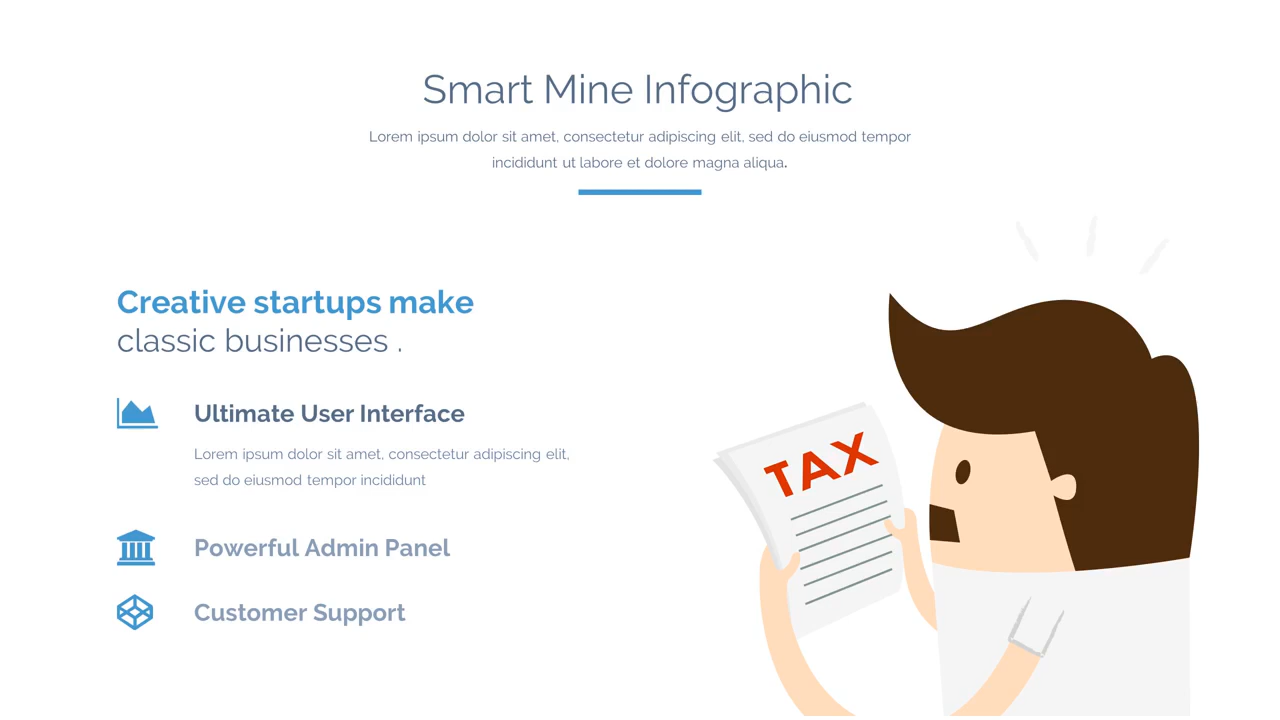 Smart Mine Infographic
Lorem ipsum dolor sit amet, consectetur adipiscing elit, sed do eiusmod tempor
incididunt ut labore et dolore magna aliqua.
Creative startups make
classic businesses .
Ultimate User Interface
Lorem ipsum dolor sit amet, consectetur adipiscing elit,
sed do eiusmod tempor incididunt
Powerful Admin Panel
Customer Support
TAX